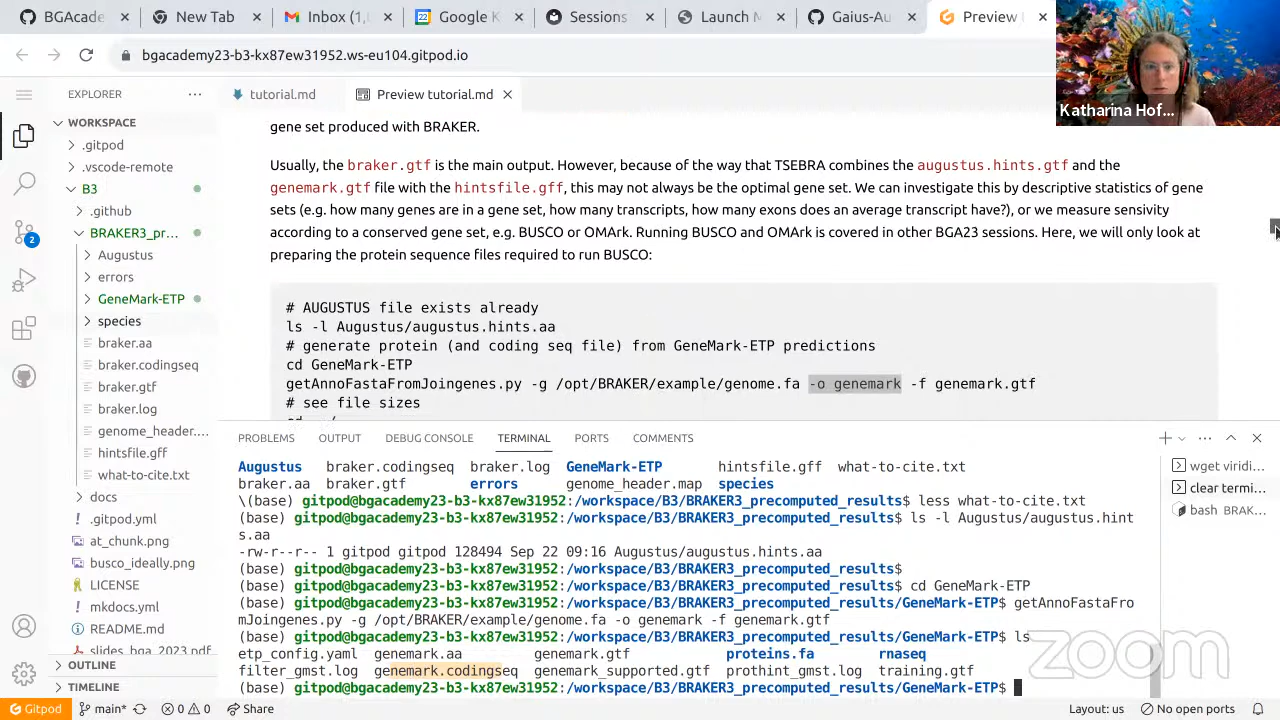 BGAcad
New Tab
Inbox (1
Google K
Sessions
Launch M
Gaius-Au
Preview
bgacademy23-b3-kx87ew31952.ws-eu104.gitpod.io
Katharina Hof...
EXPLORER
tutorial.md
Preview tutorial.md
WORKSPACE
.gitpod
.vscode-remote
B3
.github
BRAKER3_pr...
Augustus
errors
GeneMark-ETP
species
braker.aa
braker.codingseq
braker.gtf
braker.log
genome_header....
hintsfile.gff
what-to-cite.txt
docs
.gitpod.yml
at_chunk.png
busco_ideally.png
LICENSE
mkdocs.yml
README.md
slides_bga_2023.pdf
OUTLINE
TIMELINE
2
gene set produced with BRAKER.
Usually, the braker.gtf is the main output. However, because of the way that TSEBRA combines the augustus.hints.gtf and the
genemark.gtf file with the hintsfile.gff, this may not always be the optimal gene set. We can investigate this by descriptive statistics of gene
sets (e.g. how many genes are in a gene set, how many transcripts, how many exons does an average transcript have?), or we measure sensivity
according to a conserved gene set, e.g. BUSCO or OMArk. Running BUSCO and OMArk is covered in other BGA23 sessions. Here, we will only look at
preparing the protein sequence files required to run BUSCO:
# AUGUSTUS file exists already
ls -l Augustus/augustus.hints.aa
# generate protein (and coding seq file) from GeneMark-ETP predictions
cd GeneMark-ETP
getAnnoFastaFromJoingenes.py -g /opt/BRAKER/example/genome.fa -o genemark -f genemark.gtf
# see file sizes
PROBLEMS OUTPUT DEBUG CONSOLE TERMINAL PORTS COMMENTS
Augustus braker.codingseq braker.log GeneMark-ETP hintsfile.gff what-to-cite.txt
braker.aa braker.gtf errors genome_header.map species
\(base) gitpod@bgacademy23-b3-kx87ew31952:/workspace/B3/BRAKER3_precomputed_results$ less what-to-cite.txt
(base) gitpod@bgacademy23-b3-kx87ew31952:/workspace/B3/BRAKER3_precomputed_results$ ls -l Augustus/augustus.hint
s.aa
-rw-r--r-- 1 gitpod gitpod 128494 Sep 22 09:16 Augustus/augustus.hints.aa
(base) gitpod@bgacademy23-b3-kx87ew31952:/workspace/B3/BRAKER3_precomputed_results$
(base) gitpod@bgacademy23-b3-kx87ew31952:/workspace/B3/BRAKER3_precomputed_results$ cd GeneMark-ETP
(base) gitpod@bgacademy23-b3-kx87ew31952:/workspace/B3/BRAKER3_precomputed_results/GeneMark-ETP$ getAnnoFastaFro
mJoingenes.py -g /opt/BRAKER/example/genome.fa -o genemark -f genemark.gtf
(base) gitpod@bgacademy23-b3-kx87ew31952:/workspace/B3/BRAKER3_precomputed_results/GeneMark-ETP$ ls
etp_config.yaml genemark.aa genemark.gtf proteins.fa rnaseq
filter_gmst.log genemark.codingseq genemark_supported.gtf prothint_gmst.log training.gtf
(base) gitpod@bgacademy23-b3-kx87ew31952:/workspace/B3/BRAKER3_precomputed_results/GeneMark-ETP$
wget viridi...
clear termi...
bash BRAK...
zoom
Gitpod main* 0 0 Share Layout: us No open ports